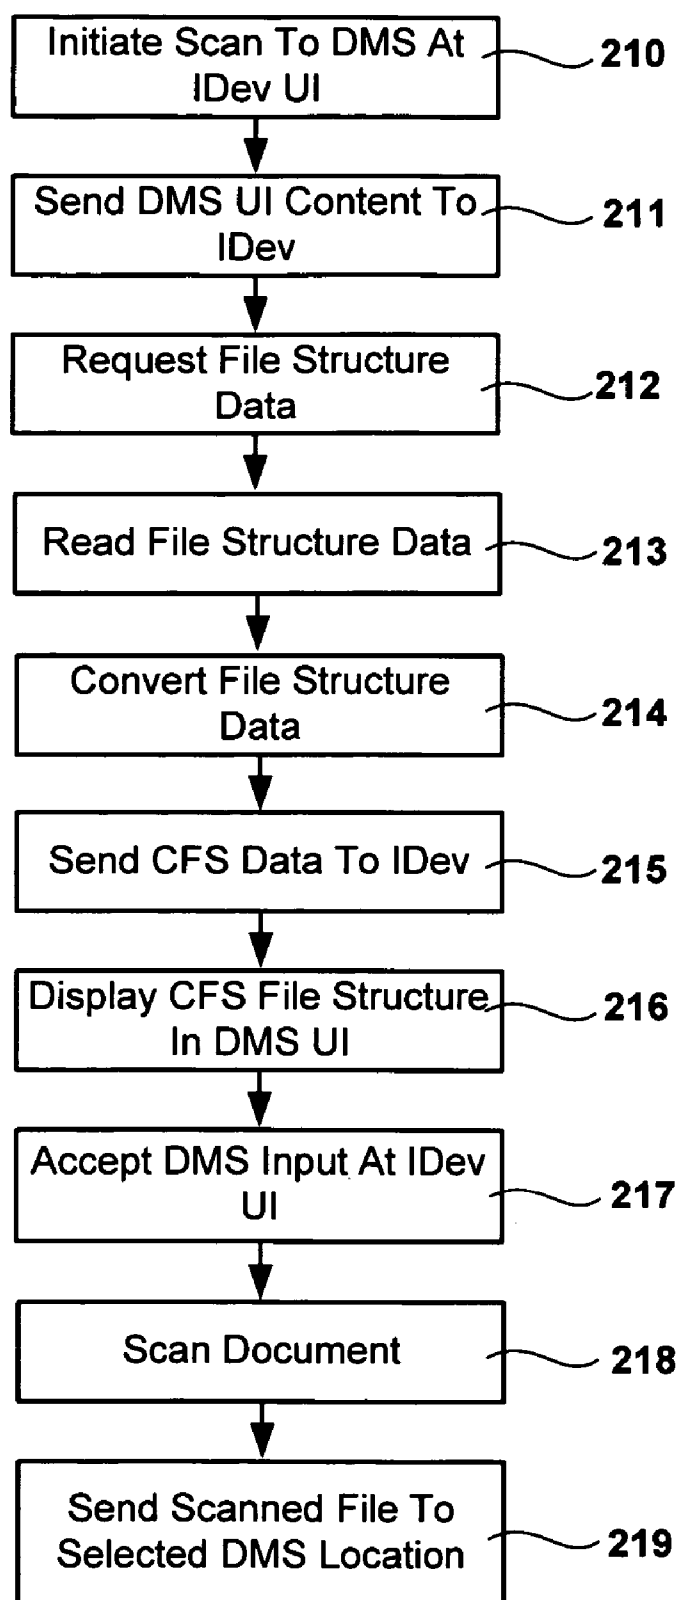 Initiate Scan To DMS At
IDev UI
210
Send DMS UI Content To
IDev
211
Request File Structure
Data
212
Read File Structure Data
213
Convert File Structure
Data
214
Send CFS Data To IDev
215
Display CFS File Structure
In DMS UI
216
Accept DMS Input At IDev
UI
217
Scan Document
218
Send Scanned File To
Selected DMS Location
219